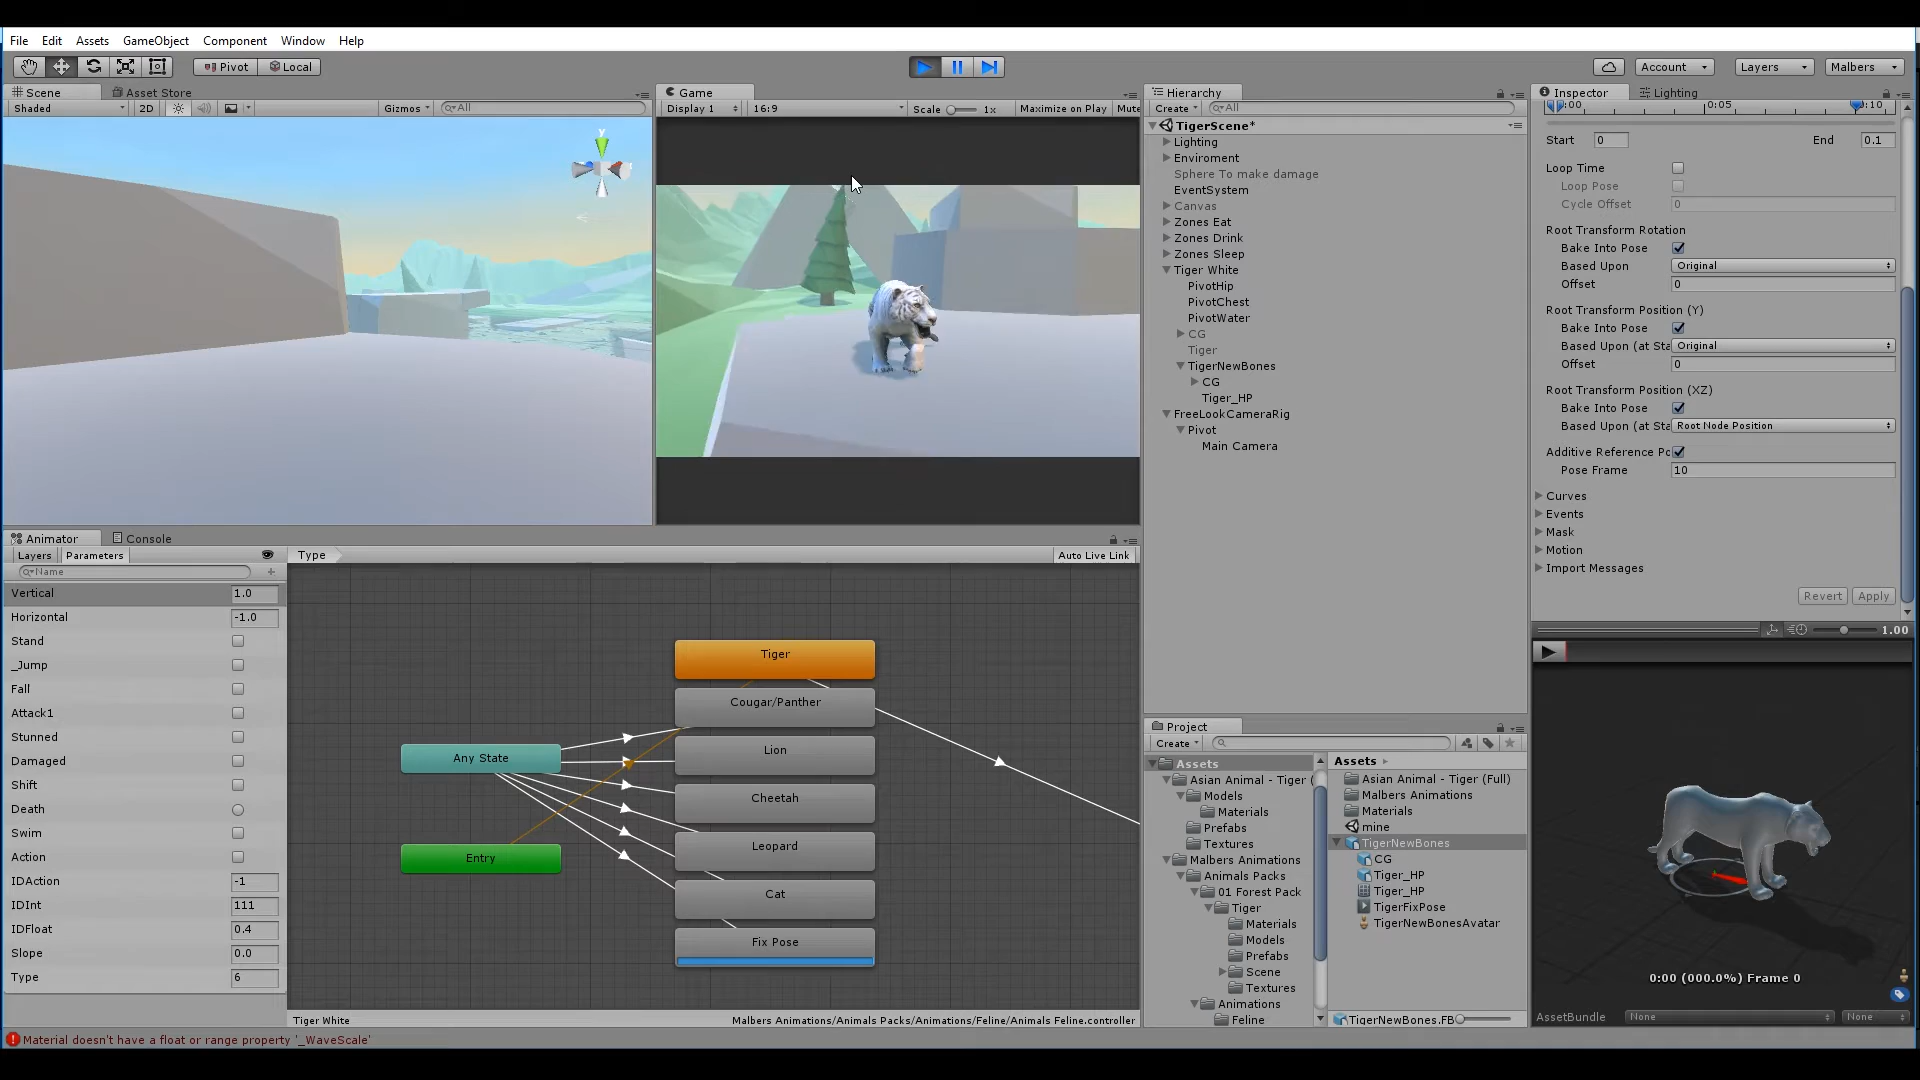 File Edit Assets GameObject Component Window Help
Pivot Local Account Layers Malbers
Scene Asset Store
Shaded 2D Gizmos All
Game
Display 1 16:9 Scale 1x Maximize on Play Mute
Hierarchy
Create All
TigerScene*
Lighting
Enviroment
Sphere To make damage
EventSystem
Canvas
Zones Eat
Zones Drink
Zones Sleep
Tiger White
PivotHip
PivotChest
PivotWater
CG
Tiger
TigerNewBones
CG
Tiger_HP
FreeLookCameraRig
Pivot
Main Camera
Inspector Lighting
:00 0:05 :10
Start 0 End 0.1
Loop Time
Loop Pose
Cycle Offset 0
Root Transform Rotation
Bake Into Pose
Based Upon Original
Offset 0
Root Transform Position (Y)
Bake Into Pose
Based Upon (at Sta Original
Offset 0
Root Transform Position (XZ)
Bake Into Pose
Based Upon (at Sta Root Node Position
Additive Reference Po
Pose Frame 10
Curves
Events
Mask
Motion
Import Messages
Revert Apply
1.00
0:00 (000.0%) Frame 0
AssetBundle None None
Animator Console
Layers Parameters Type Auto Live Link
Name
Vertical 1.0
Horizontal -1.0
Stand
_Jump
Fall
Attack1
Stunned
Damaged
Shift
Death
Swim
Action
IDAction -1
IDInt 111
IDFloat 0.4
Slope 0.0
Type 6
Any State
Entry
Tiger
Cougar/Panther
Lion
Cheetah
Leopard
Cat
Fix Pose
Tiger White Malbers Animations/Animals Packs/Animations/Feline/Animals Feline.controller
Project
Create
Assets
Asian Animal - Tiger (
Models
Materials
Prefabs
Textures
Malbers Animations
Animals Packs
01 Forest Pack
Tiger
Materials
Models
Prefabs
Scene
Textures
Animations
Feline
Assets
Asian Animal - Tiger (Full)
Malbers Animations
Materials
mine
TigerNewBones
CG
Tiger_HP
Tiger_HP
TigerFixPose
TigerNewBonesAvatar
TigerNewBones.FB
Material doesn't have a float or range property '_WaveScale'